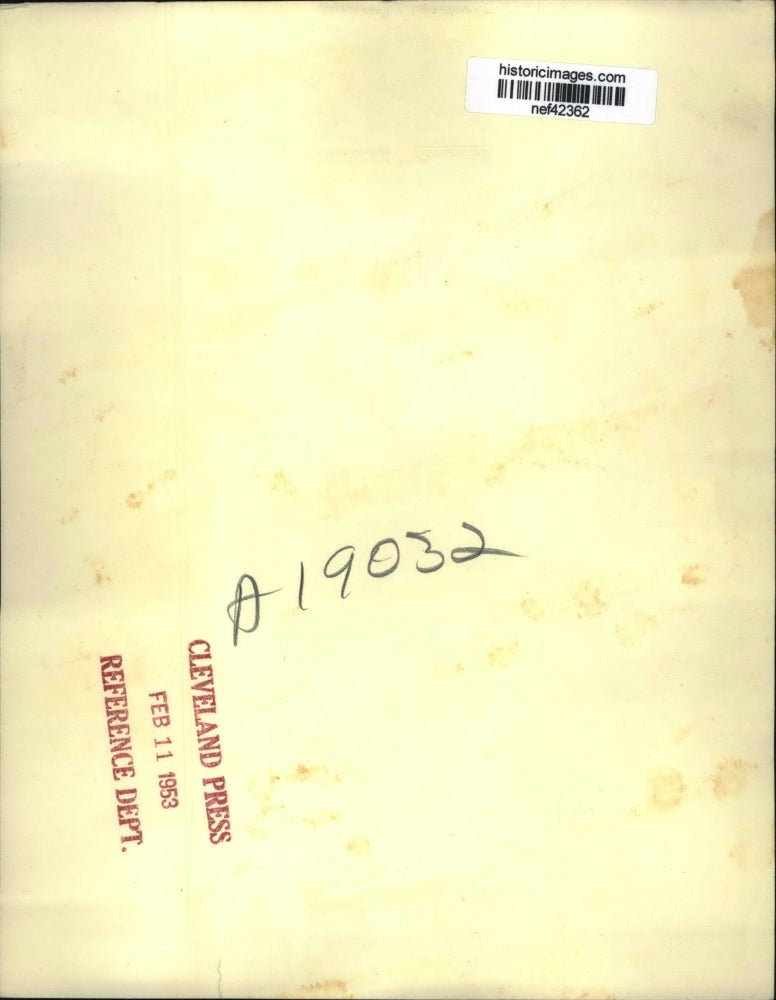 historicimages.com
nef42362
A19032
CLEVELAND PRESS
FEB 11 1953
REFERENCE DEPT.